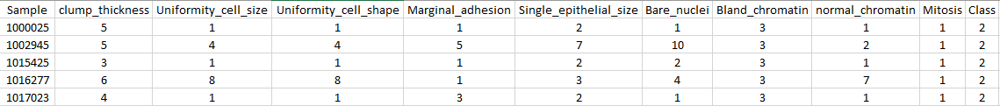 Sample clump_thickness Uniformity_cell_size Uniformity_cell_shape Marginal_adhesion Single_epithelial_size Bare_nuclei Bland_chromatin normal_chromatin Mitosis Class
1000025 5 1 1 1 2 1 3 1 1 2
1002945 5 4 4 5 7 10 3 2 1 2
1015425 3 1 1 1 2 2 3 1 1 2
1016277 6 8 8 1 3 4 3 7 1 2
1017023 4 1 1 3 2 1 3 1 1 2